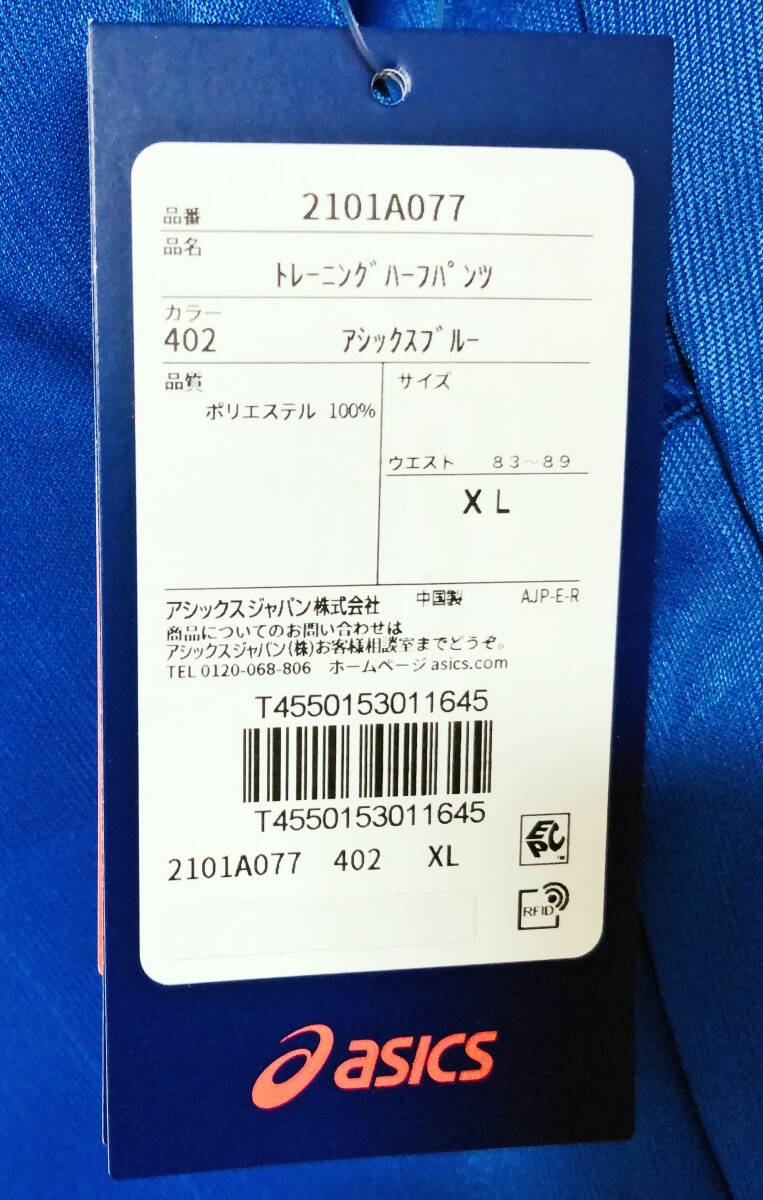 品番 2101A077
品名
ﾄﾚｰﾆﾝｸﾞﾊｰﾌﾊﾟﾝﾂ
カラー
402 ｱｼｯｸｽﾌﾞﾙｰ
品質
ポリエステル 100%
サイズ
ウエスト 83~89
XL
アシックスジャパン株式会社 中国製 AJP-E-R
商品についてのお問い合わせは
アシックスジャパン(株)お客様相談室までどうぞ。
TEL 0120-068-806 ホームページ asics.com
T4550153011645
T4550153011645
2101A077 402 XL
EPC
RFID
asics